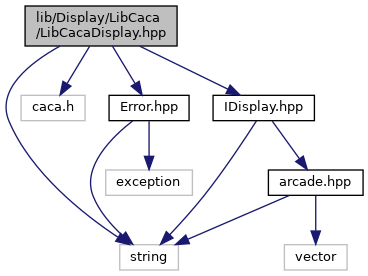 lib/Display/LibCaca
/LibCacaDisplay.hpp
caca.h
Error.hpp
IDisplay.hpp
exception
arcade.hpp
string
vector